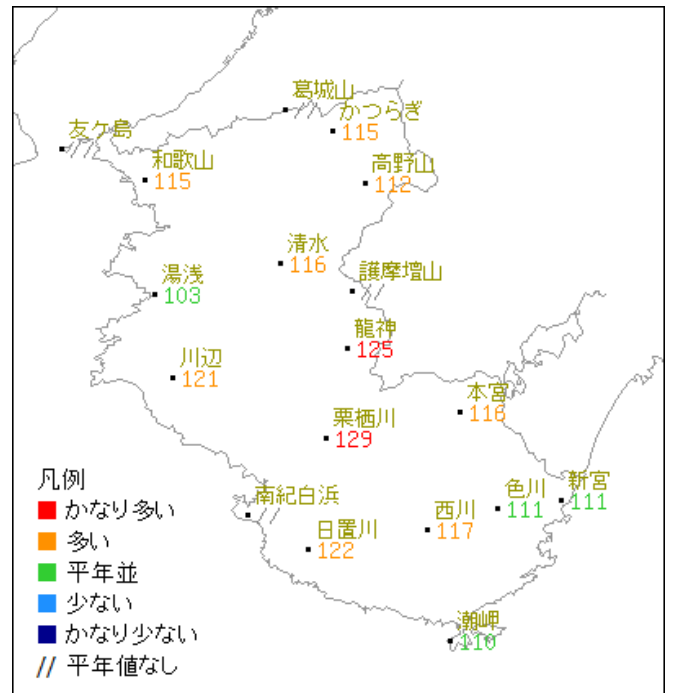 葛城山
//
かつらぎ
115
友ケ島
//
和歌山
115
高野山
112
清水
116
護摩壇山
//
湯浅
103
龍神
125
川辺
121
本宮
116
栗栖川
129
南紀白浜
//
日置川
122
西川
117
色川
111
新宮
111
潮岬
110
凡例
かなり多い
多い
平年並
少ない
かなり少ない
// 平年値なし